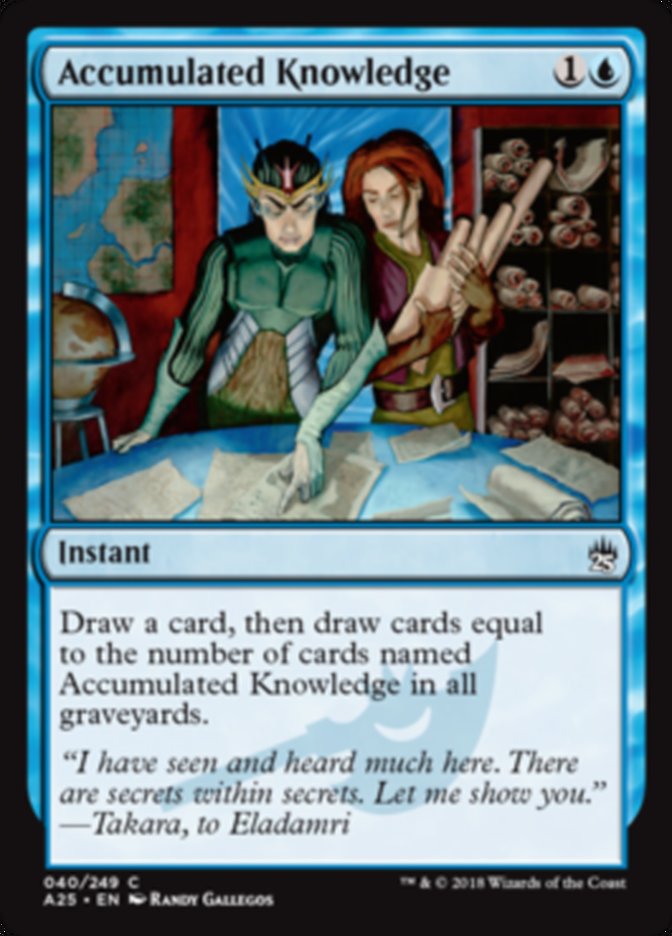 Accumulated Knowledge 1
Instant 25
Draw a card, then draw cards equal
to the number of cards named
Accumulated Knowledge in all
graveyards.
“I have seen and heard much here. There
are secrets within secrets. Let me show you.”
—Takara, to Eladamri
040/249 C
A25 • EN Randy Gallegos
™ & © 2018 Wizards of the Coast